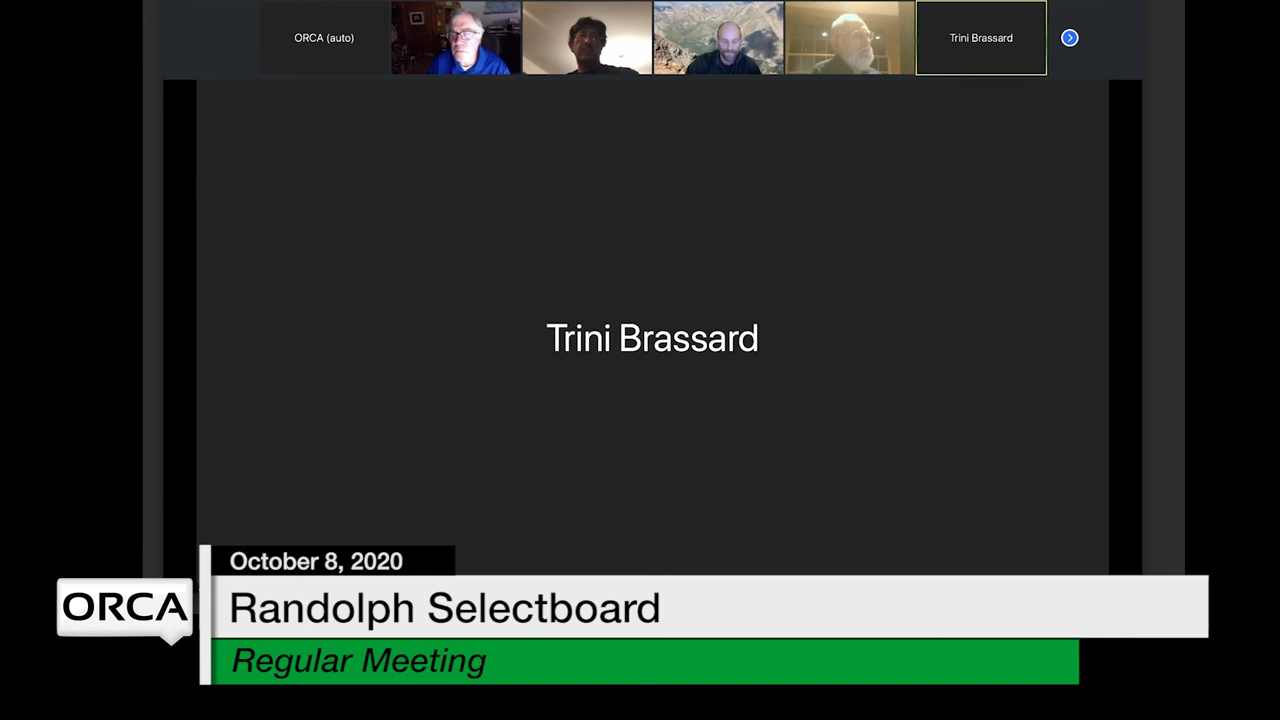 ORCA (auto)
Trini Brassard
Trini Brassard
October 8, 2020
ORCA
Randolph Selectboard
Regular Meeting